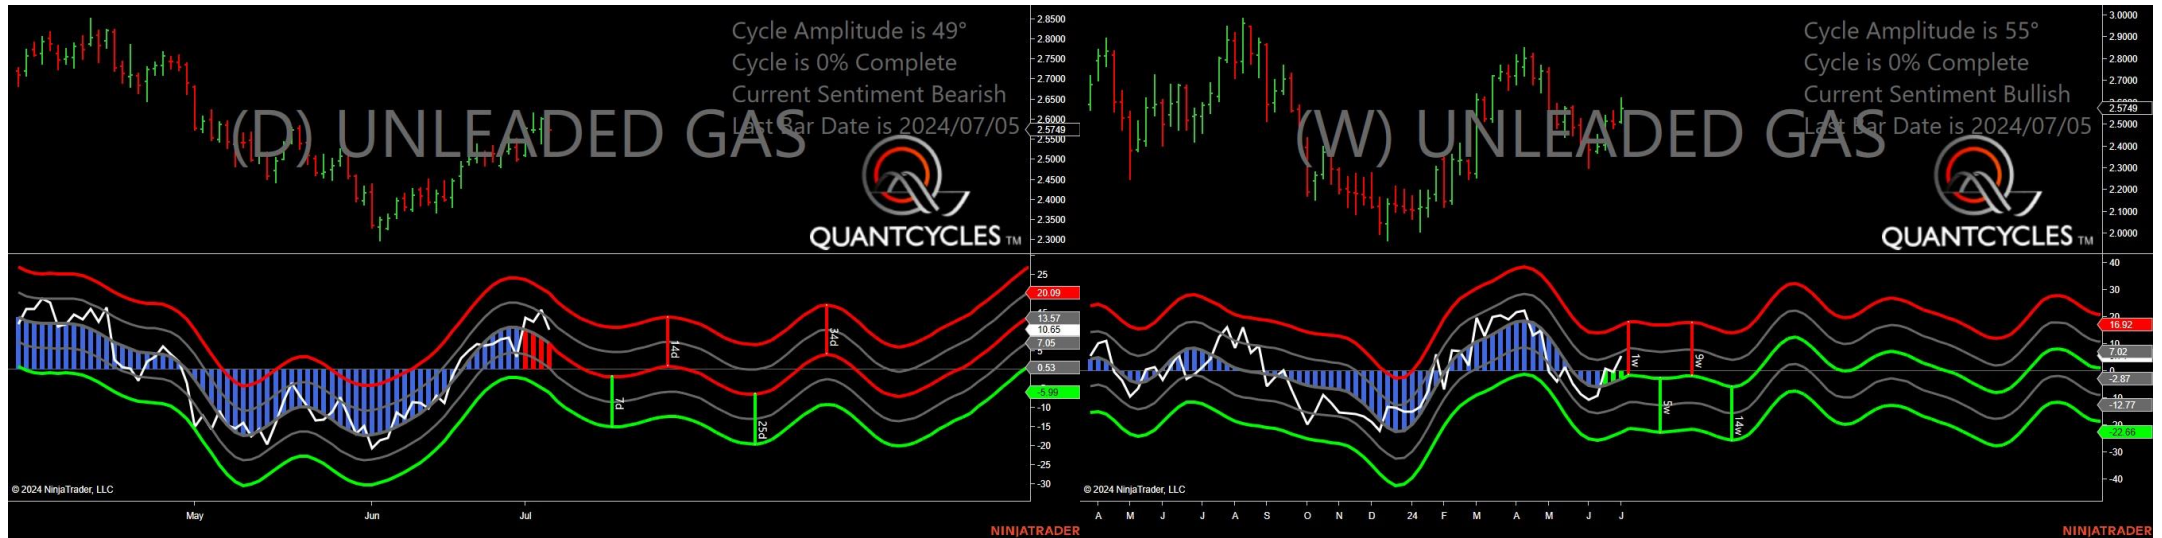 Cycle Amplitude is 49°
Cycle is 0% Complete
Current Sentiment Bearish
Last Bar Date is 2024/07/05
(D) UNLEADED GAS
QUANTCYCLES TM
2.8500
2.8000
2.7500
2.7000
2.6500
2.6000
2.5749
2.5500
2.5000
2.4500
2.4000
2.3500
2.3000
25
20.09
13.57
10.65
7.05
5
0.53
-5.99
-10
-15
-20
-25
-30
7d
14d
25d
34d
© 2024 NinjaTrader, LLC
May
Jun
Jul
NINJATRADER
Cycle Amplitude is 55°
Cycle is 0% Complete
Current Sentiment Bullish
Last Bar Date is 2024/07/05
(W) UNLEADED GAS
QUANTCYCLES TM
3.0000
2.9000
2.8000
2.7000
2.5749
2.5000
2.4000
2.3000
2.2000
2.1000
2.0000
40
30
20
16.92
7.02
-2.87
-12.77
-22.66
-30
-40
1w
5w
9w
14w
© 2024 NinjaTrader, LLC
A M J J A S O N D 24 F M A M J J
NINJATRADER